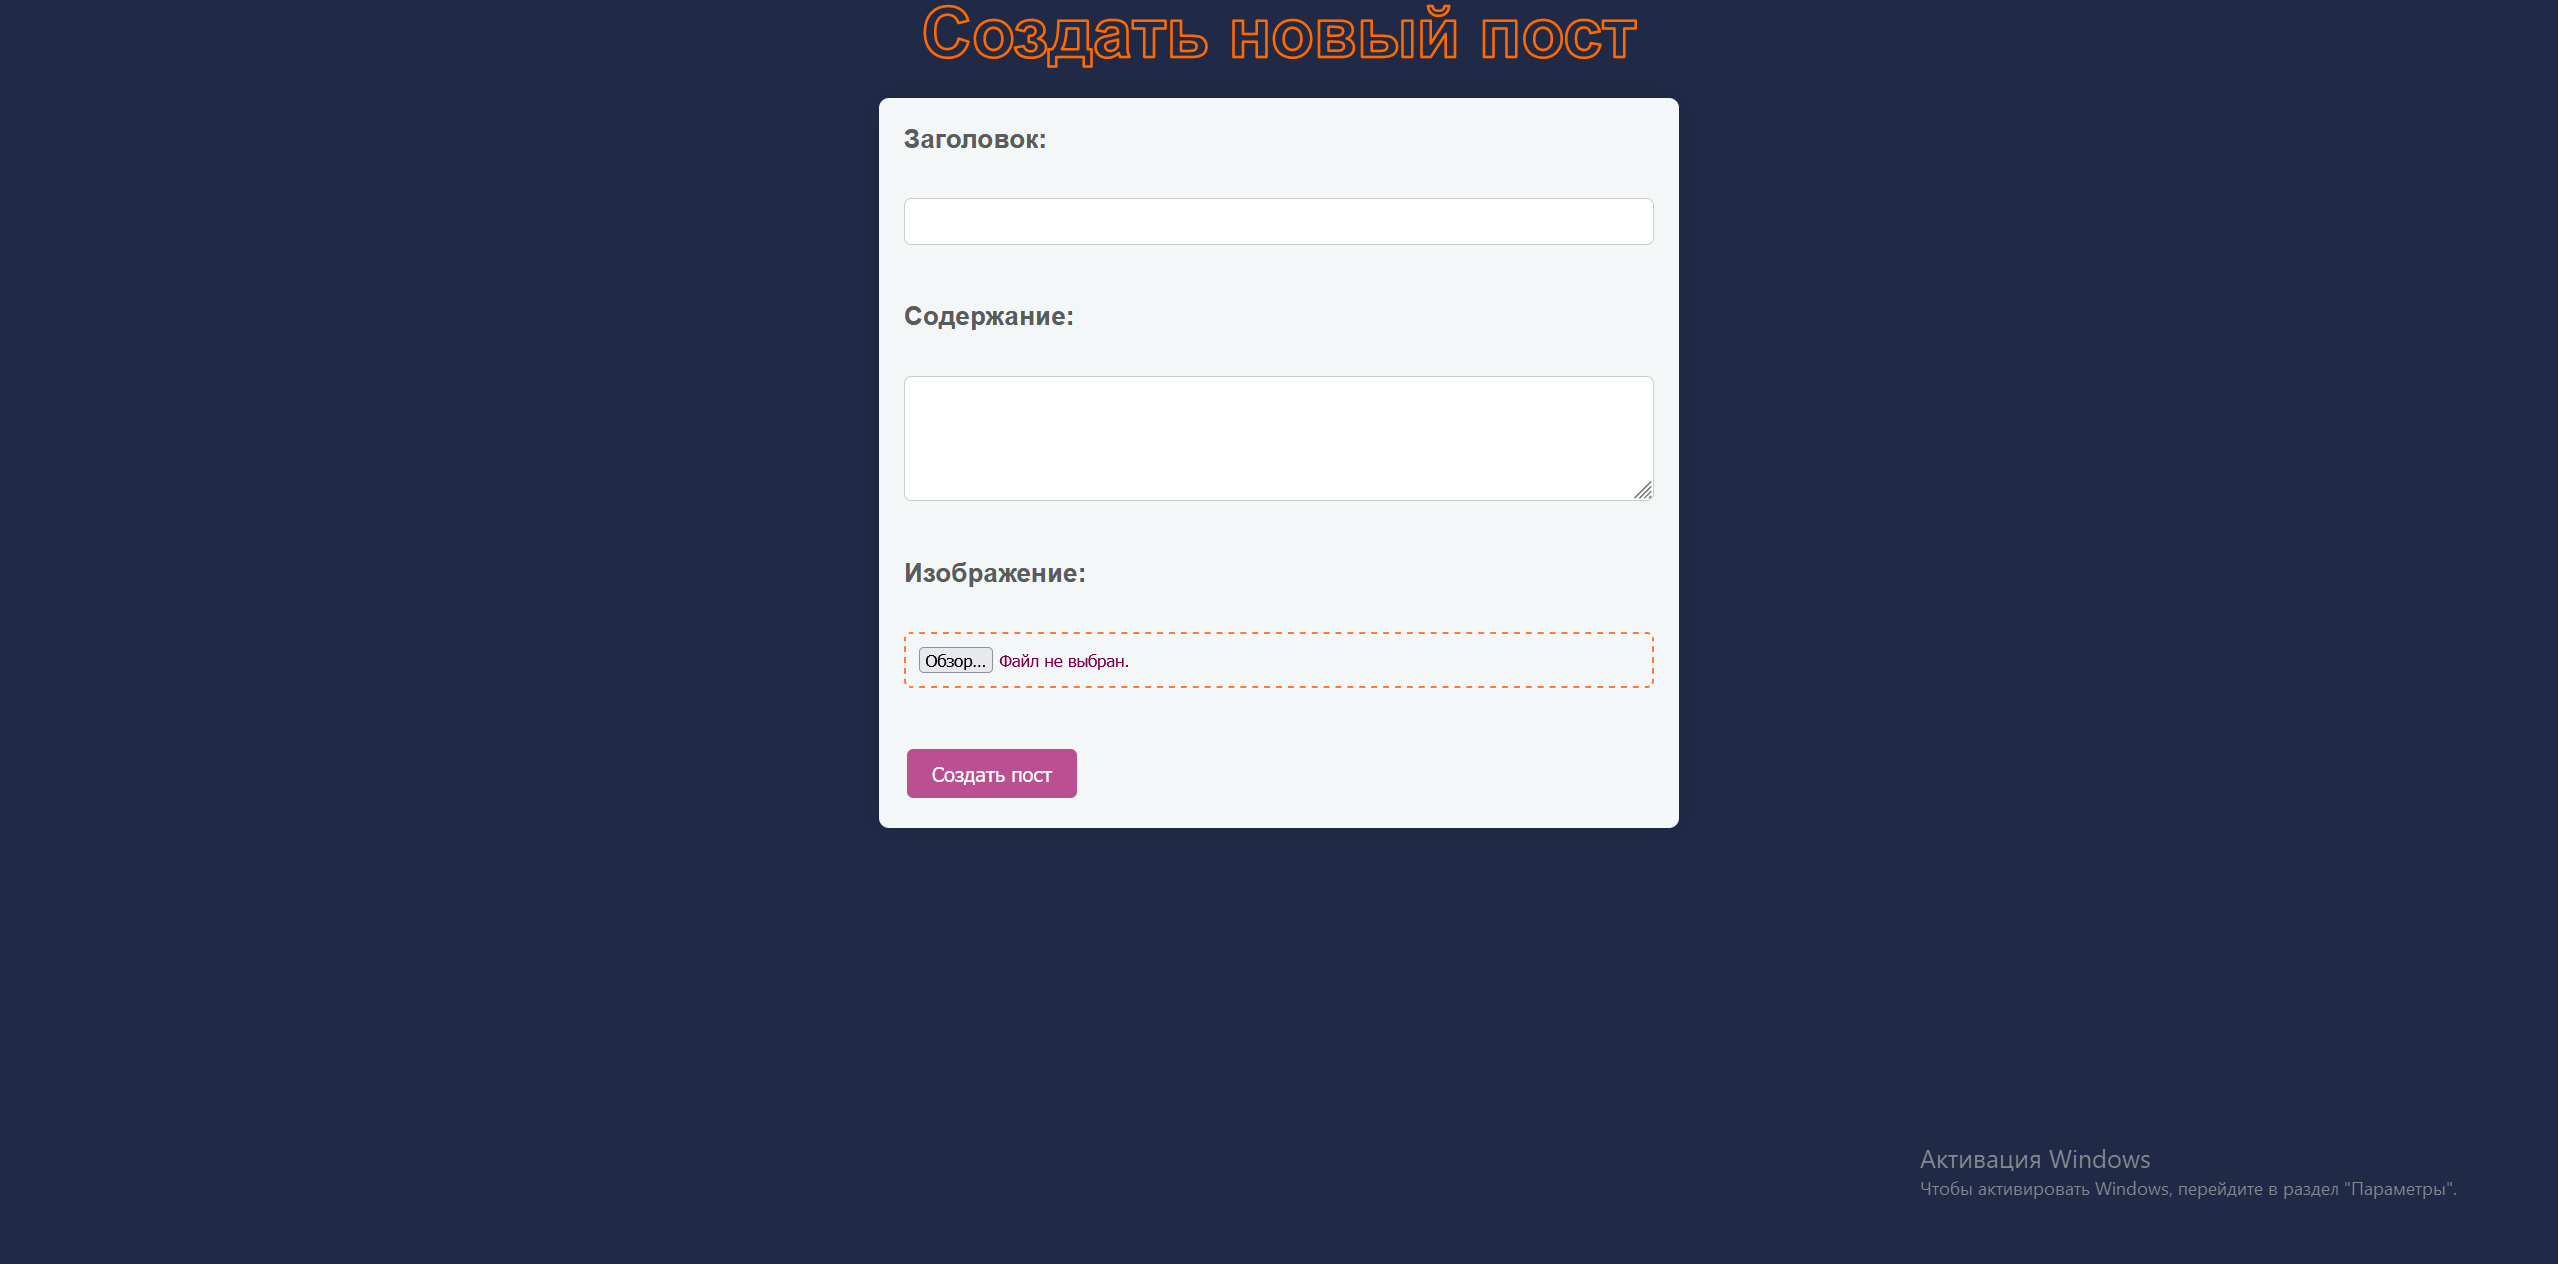 Создать новый пост
Заголовок:
Содержание:
Изображение:
Обзор... Файл не выбран.
Создать пост
Активация Windows
Чтобы активировать Windows, перейдите в раздел "Параметры".